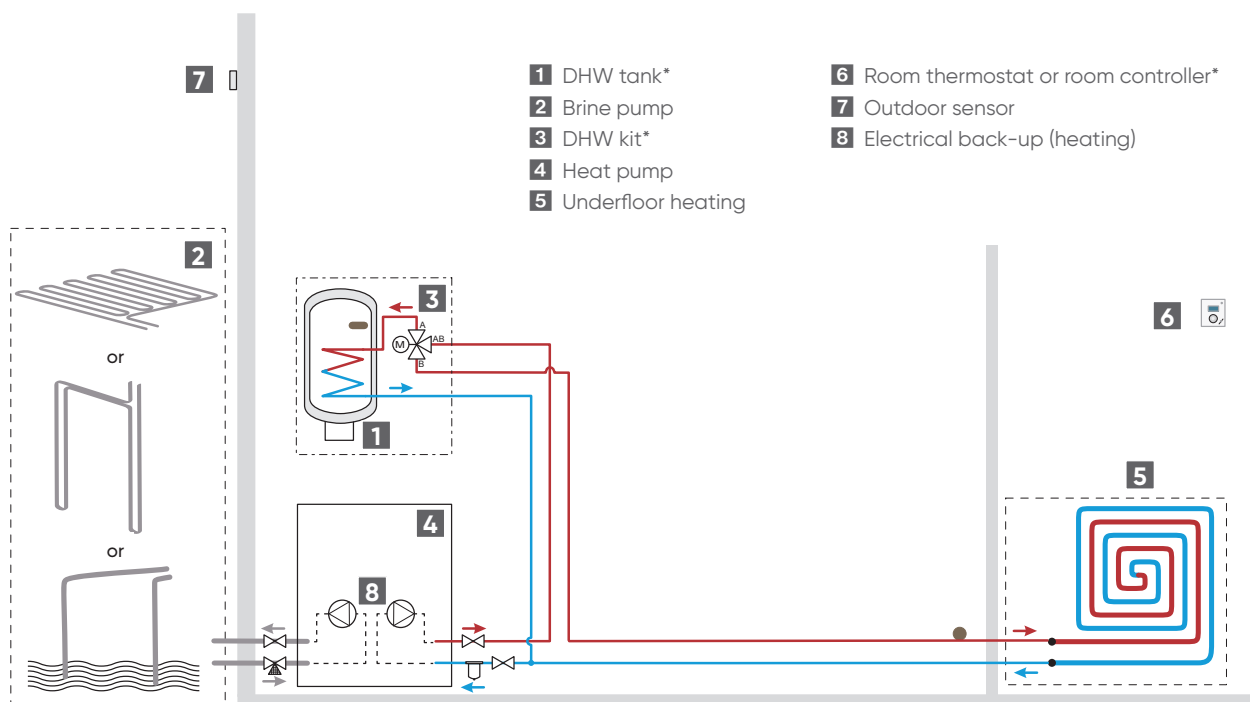 7
1 DHW tank*
2 Brine pump
3 DHW kit*
4 Heat pump
5 Underfloor heating
6 Room thermostat or room controller*
7 Outdoor sensor
8 Electrical back-up (heating)
2
or
or
3
A
M
AB
B
1
4
8
6
5